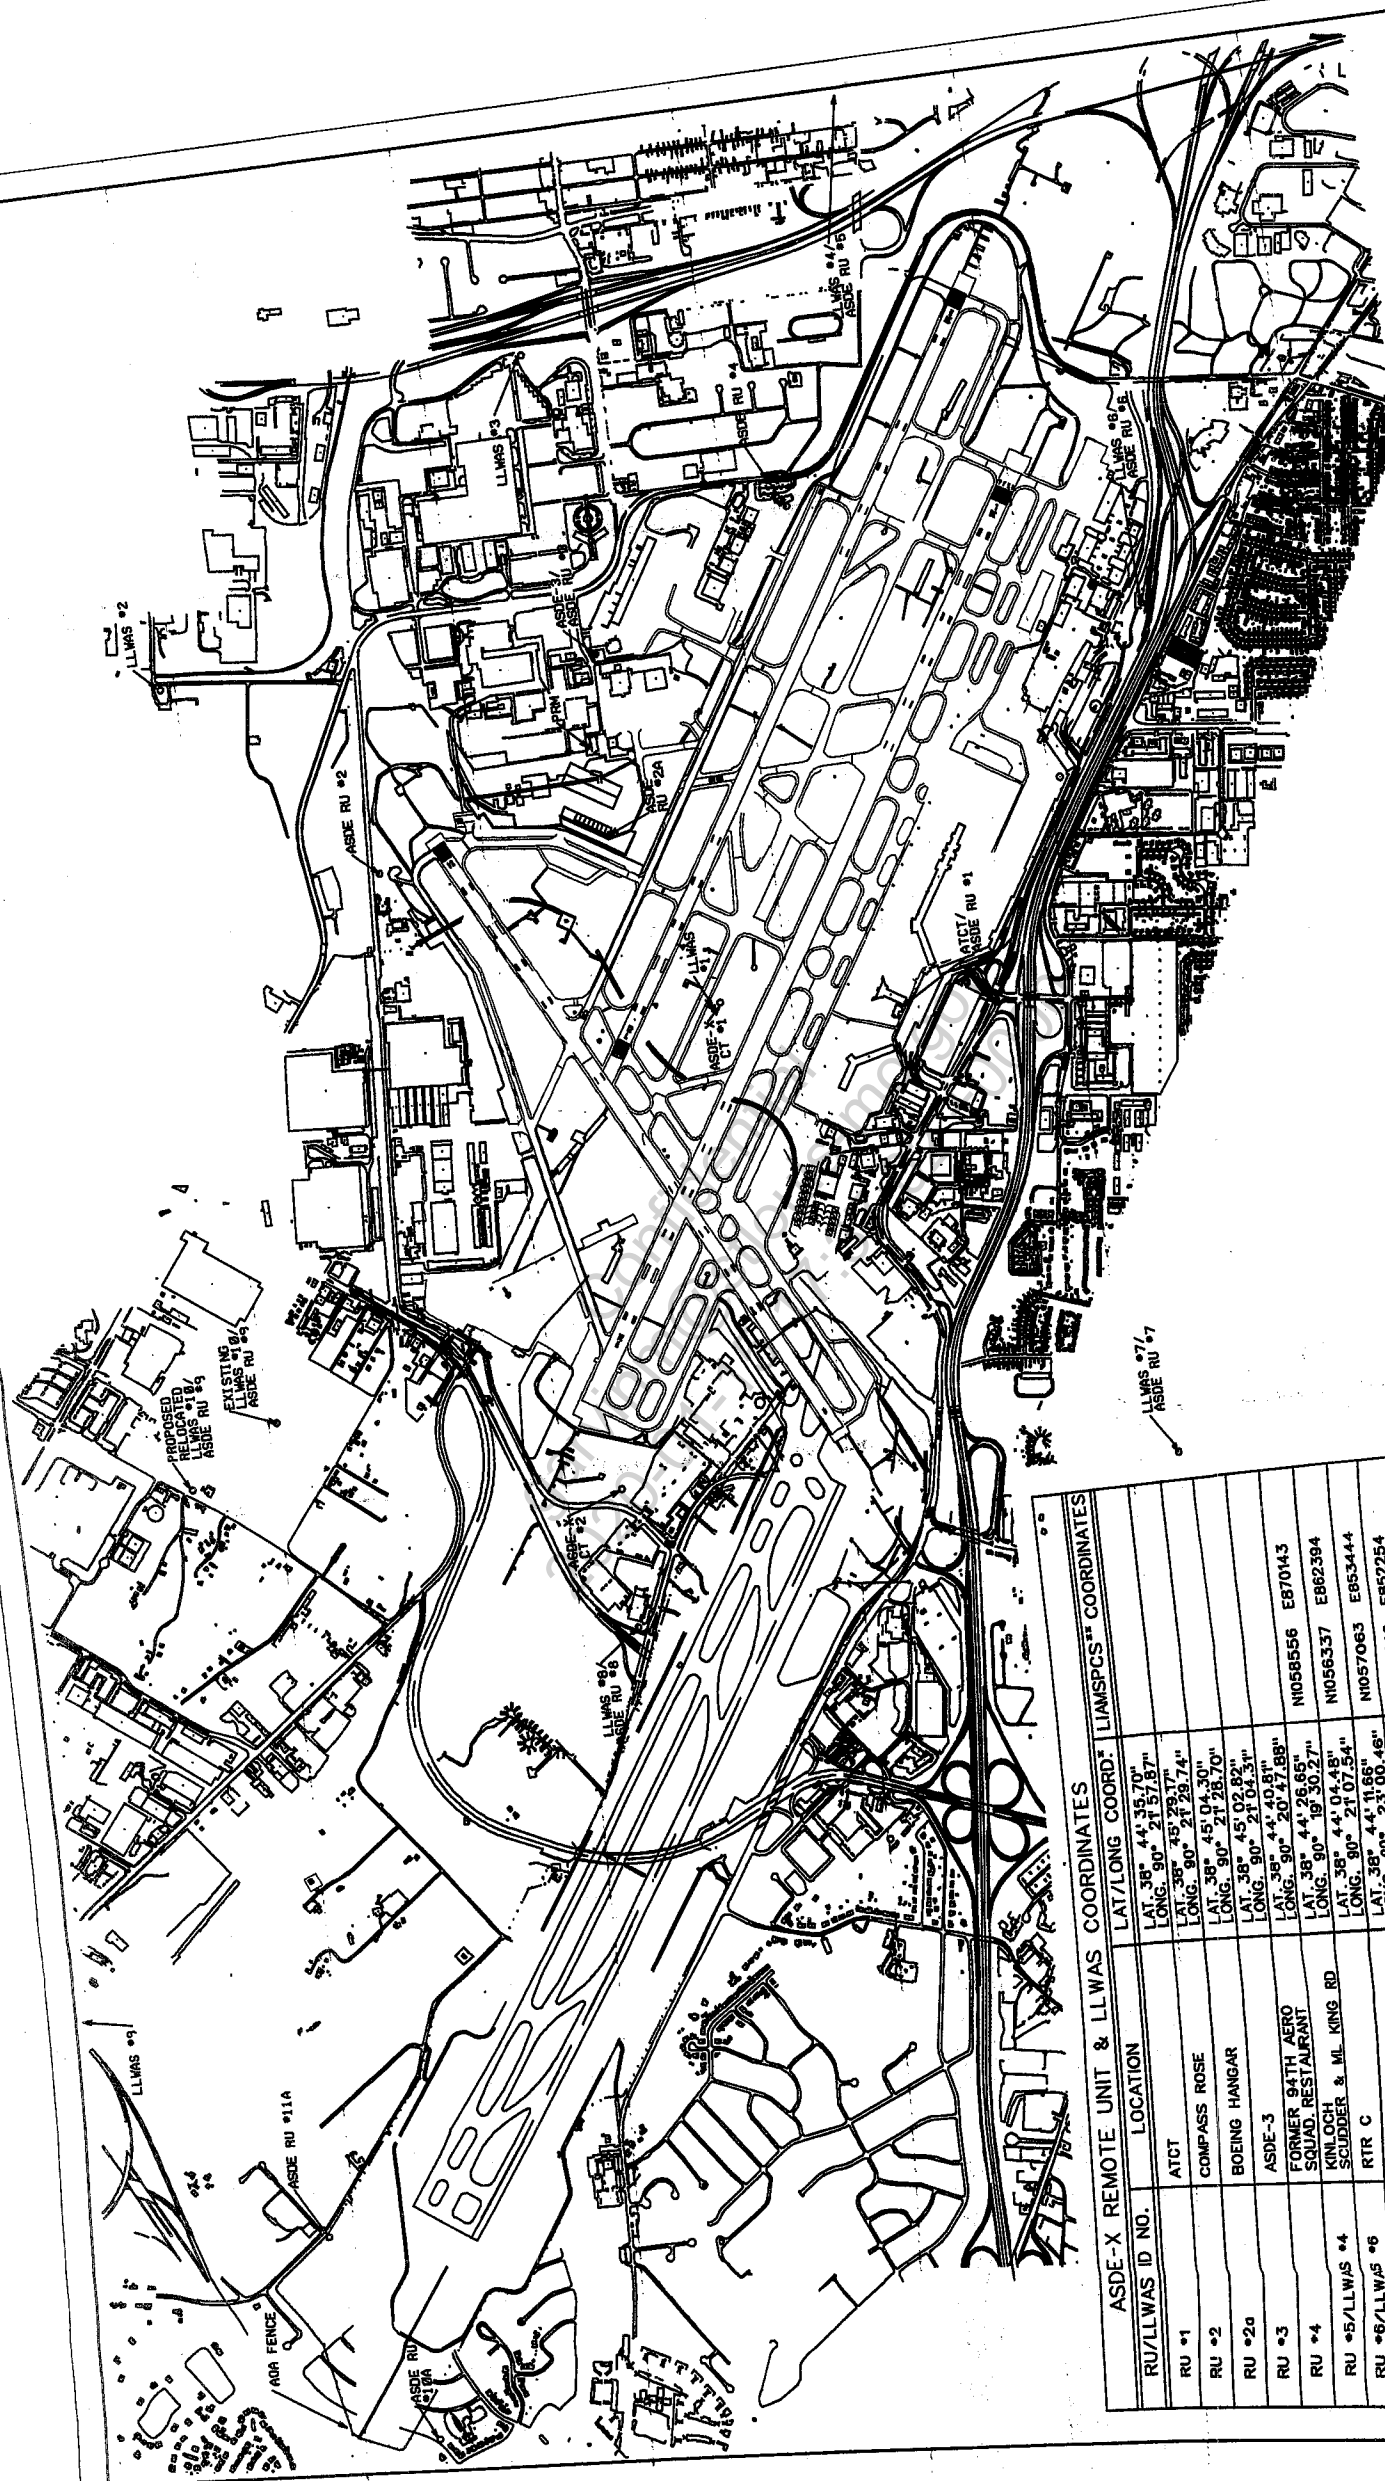 LLWAS #2
ASDE RU #2
LLWAS #3
ASDE-3/
ASDE RU #3
PRM
ASDE
RU #2A
ASDE RU #4
LLWAS #4/
ASDE RU #5
LLWAS #6/
ASDE RU #6
ATCT/
ASDE RU #1
LLWAS
#1
ASDE-X
CT #1
PROPOSED
RELOCATED
LLWAS #10/
ASDE RU #9
EXISTING
LLWAS #10/
ASDE RU #9
ASDE-X
CT #2
LLWAS #8/
ASDE RU #8
LLWAS #7/
ASDE RU #7
LLWAS #9
ASDE RU #11A
AOA FENCE
ASDE RU
#10A
ASDE-X REMOTE UNIT & LLWAS COORDINATES
RU/LLWAS ID NO. LOCATION LAT/LONG COORD.* LIAMSPCS** COORDINATES
RU #1 ATCT LAT. 38° 44' 35.70"
LONG. 90° 21' 57.87"
RU #2 COMPASS ROSE LAT. 38° 45' 29.17"
LONG. 90° 21' 29.74"
RU #2a BOEING HANGAR LAT. 38° 45' 04.30"
LONG. 90° 21' 28.70"
RU #3 ASDE-3 LAT. 38° 45' 02.82"
LONG. 90° 21' 04.31"
RU #4 FORMER 94TH AERO
SQUAD. RESTAURANT LAT. 38° 44' 40.81"
LONG. 90° 20' 47.88" N1058556 E870143
RU #5/LLWAS #4 KINLOCH
SCUDDER & ML KING RD LAT. 38° 44' 26.65"
LONG. 90° 19' 30.27" N1056337 E862394
RU #6/LLWAS #6 RTR C LAT. 38° 44' 04.48"
LONG. 90° 21' 07.54" N1057063 E853444
LAT. 38° 44' 11.66"